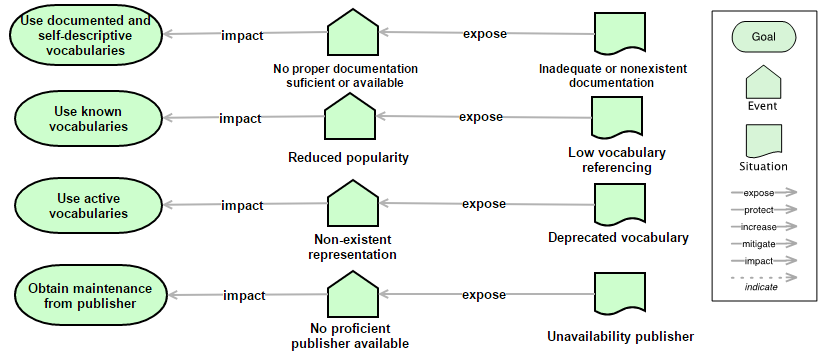 Use documented and
self-descriptive
vocabularies
impact
No proper documentation
suficient or available
expose
Inadequate or nonexistent
documentation
Use known
vocabularies
impact
Reduced popularity
expose
Low vocabulary
referencing
Use active
vocabularies
impact
Non-existent
representation
expose
Deprecated vocabulary
Obtain maintenance
from publisher
impact
No proficient
publisher available
expose
Unavailability publisher
Goal
Event
Situation
expose
protect
increase
mitigate
impact
indicate